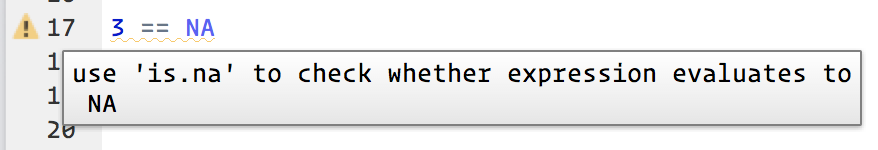 17 3 == NA
use 'is.na' to check whether expression evaluates to
NA
20